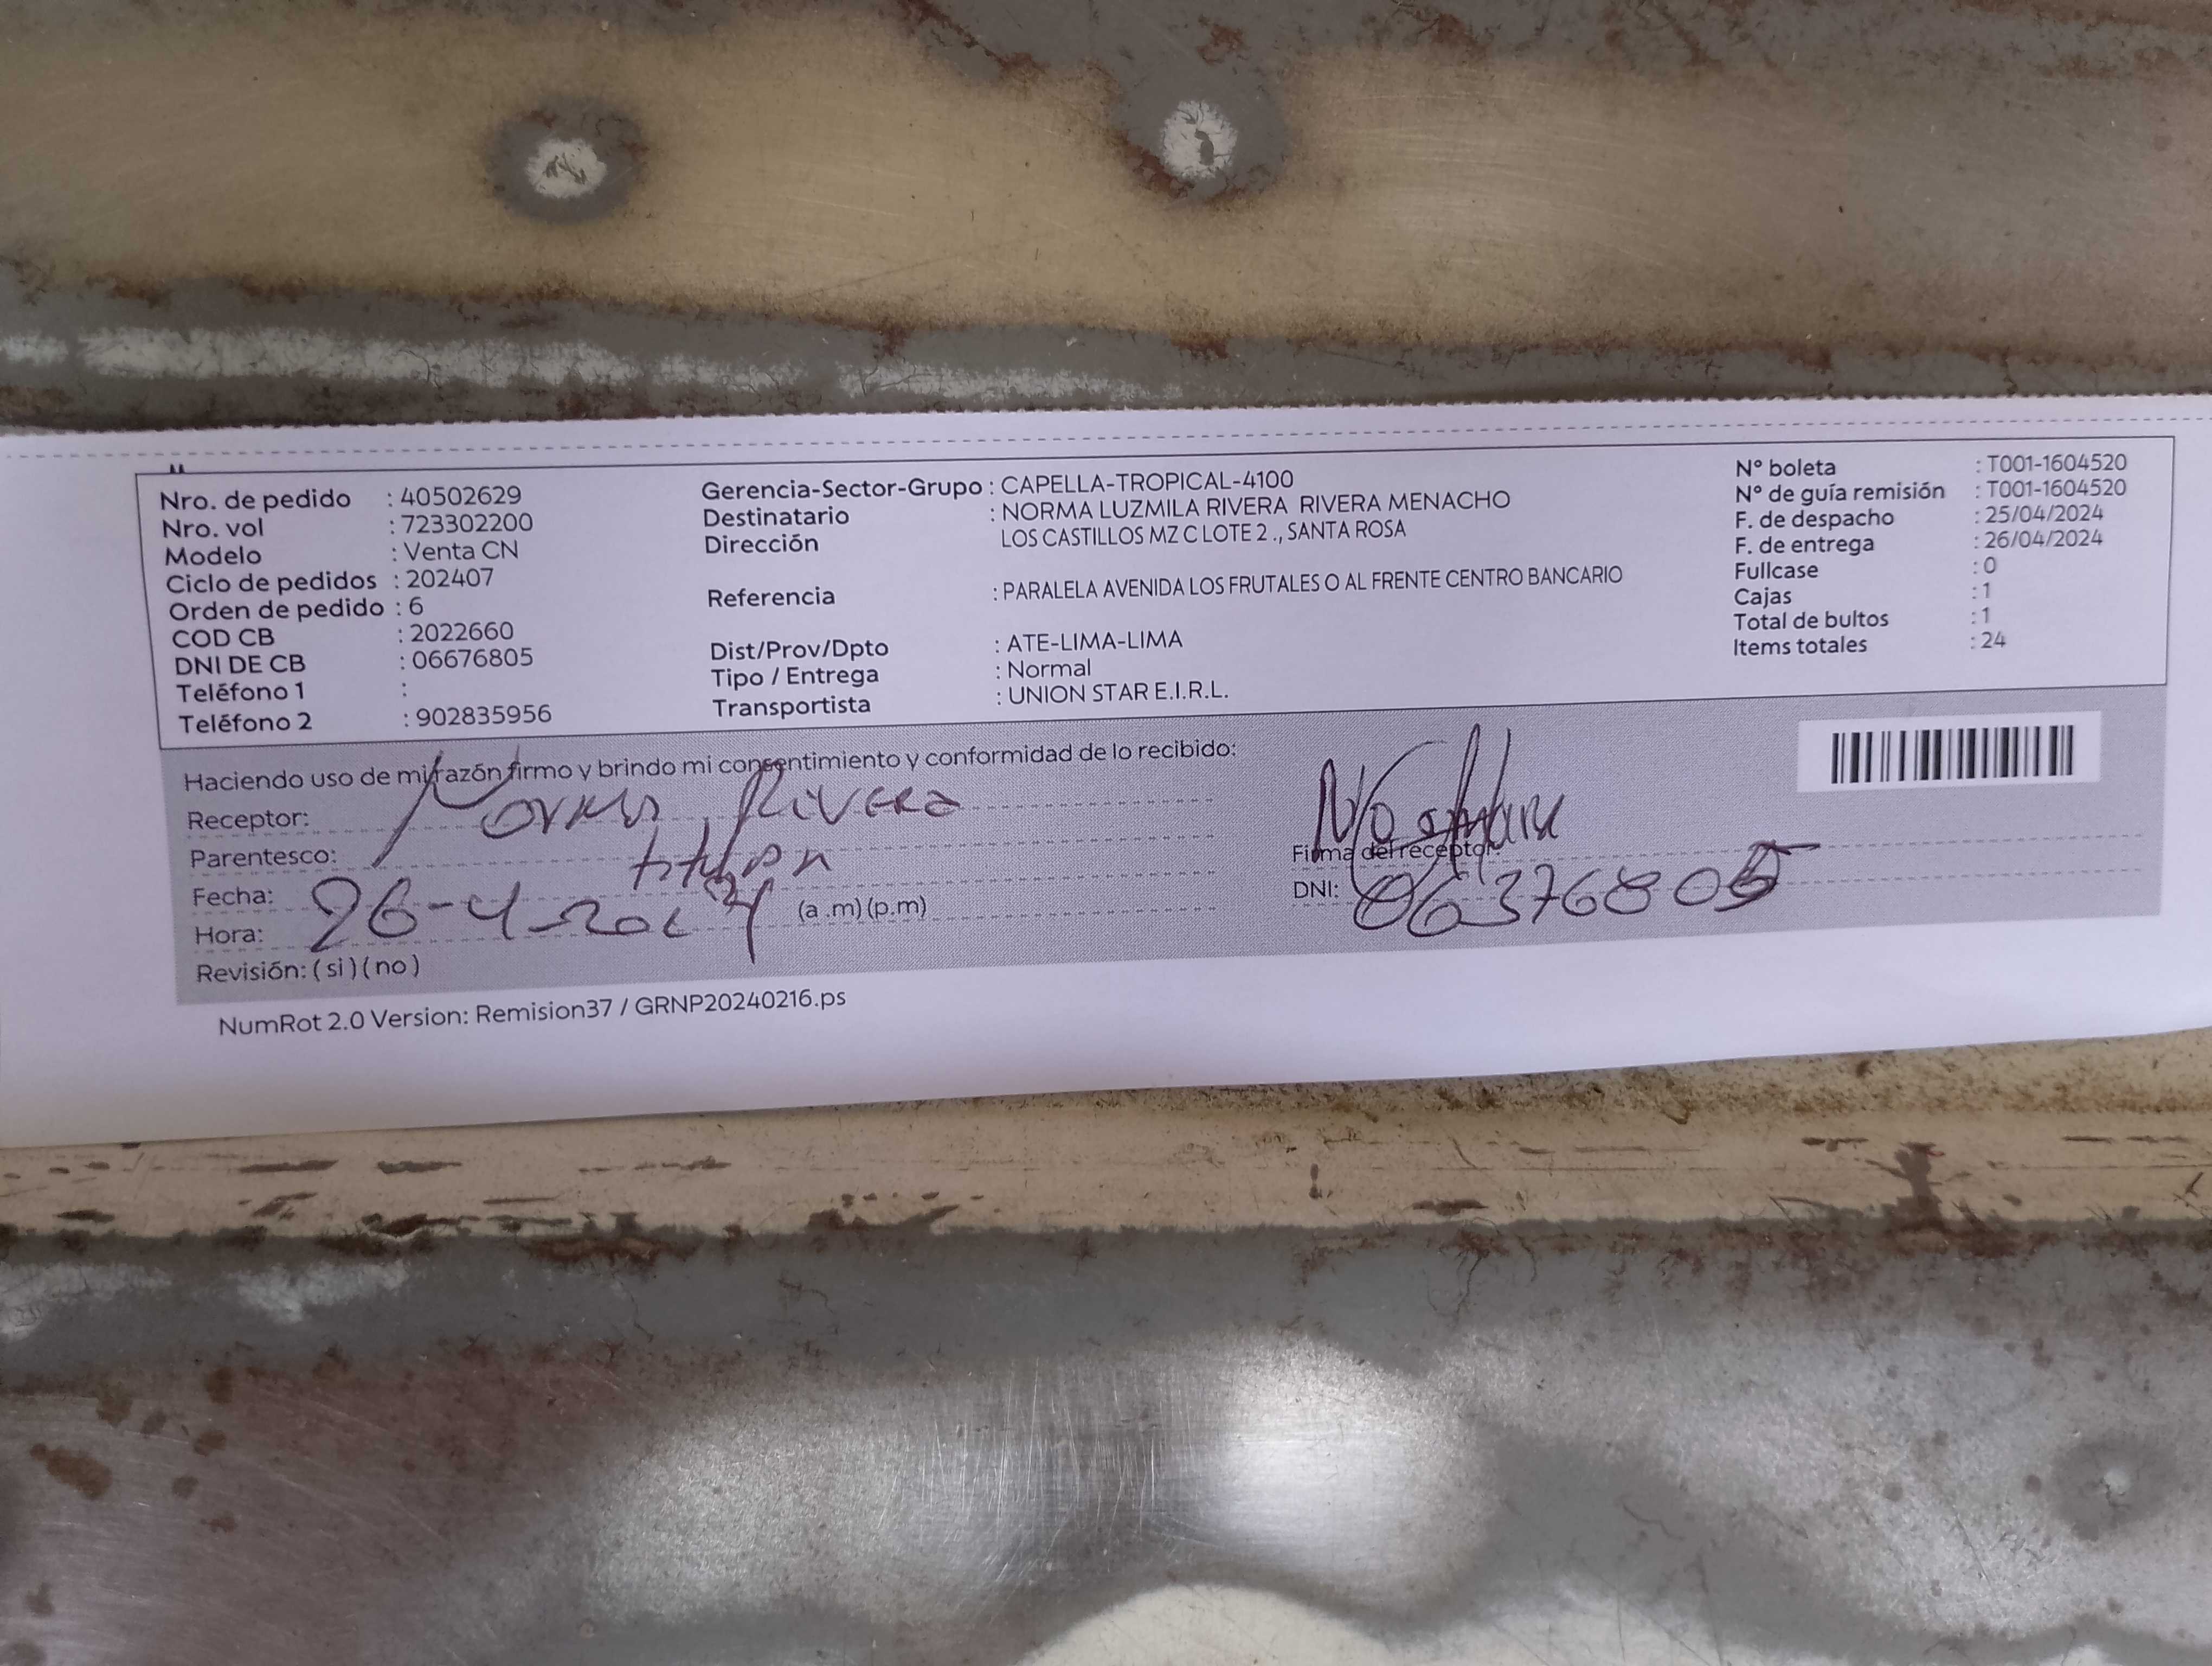 Nro. de pedido : 40502629
Nro. vol : 723302200
Modelo : Venta CN
Ciclo de pedidos : 202407
Orden de pedido : 6
COD CB : 2022660
DNI DE CB : 06676805
Teléfono 1 :
Teléfono 2 : 902835956
Gerencia-Sector-Grupo : CAPELLA-TROPICAL-4100
Destinatario : NORMA LUZMILA RIVERA RIVERA MENACHO
Dirección LOS CASTILLOS MZ C LOTE 2 ., SANTA ROSA
Referencia : PARALELA AVENIDA LOS FRUTALES O AL FRENTE CENTRO BANCARIO
Dist/Prov/Dpto : ATE-LIMA-LIMA
Tipo / Entrega : Normal
Transportista : UNION STAR E.I.R.L.
N° boleta : T001-1604520
N° de guía remisión : T001-1604520
F. de despacho : 25/04/2024
F. de entrega : 26/04/2024
Fullcase : 0
Cajas : 1
Total de bultos : 1
Items totales : 24
Haciendo uso de mi razón firmo y brindo mi consentimiento y conformidad de lo recibido:
Receptor: Norma Rivera
Parentesco:
Fecha: 26-4-2024
Hora: (a .m) (p.m)
Revisión: ( si ) ( no )
Firma del receptor:
DNI: 06376805
NumRot 2.0 Version: Remision37 / GRNP20240216.ps